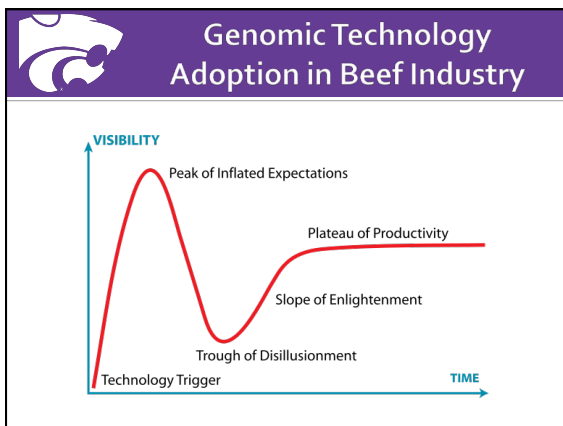 Genomic Technology
Adoption in Beef Industry
VISIBILITY
Peak of Inflated Expectations
Plateau of Productivity
Slope of Enlightenment
Trough of Disillusionment
Technology Trigger
TIME